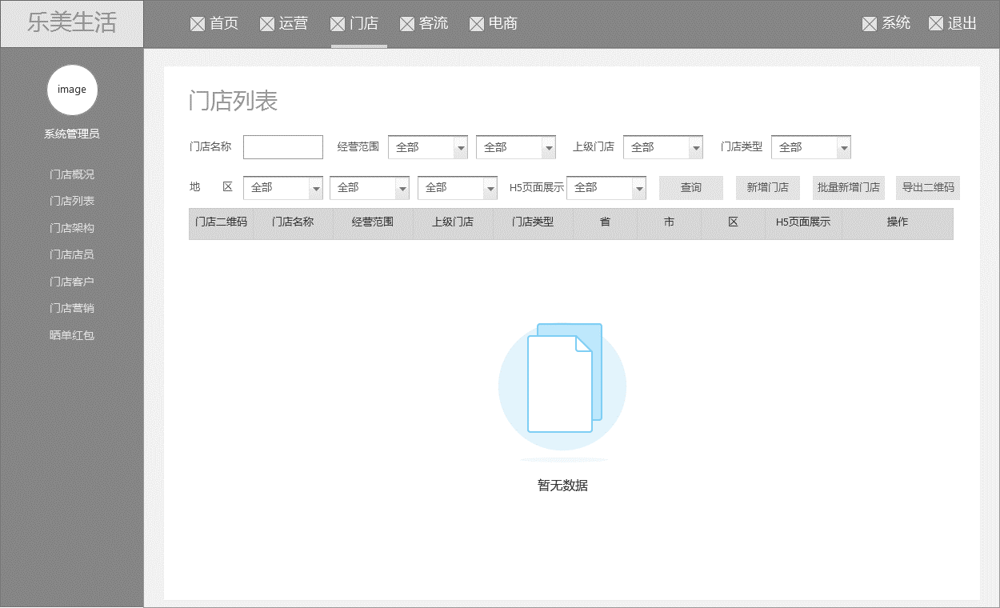 乐美生活 首页 运营 门店 客流 电商 系统 退出
image
系统管理员
门店概况
门店列表
门店架构
门店店员
门店客户
门店营销
晒单红包
门店列表
门店名称 经营范围 全部 全部 上级门店 全部 门店类型 全部
地 区 全部 全部 全部 H5页面展示 全部 查询 新增门店 批量新增门店 导出二维码
门店二维码 门店名称 经营范围 上级门店 门店类型 省 市 区 H5页面展示 操作
暂无数据